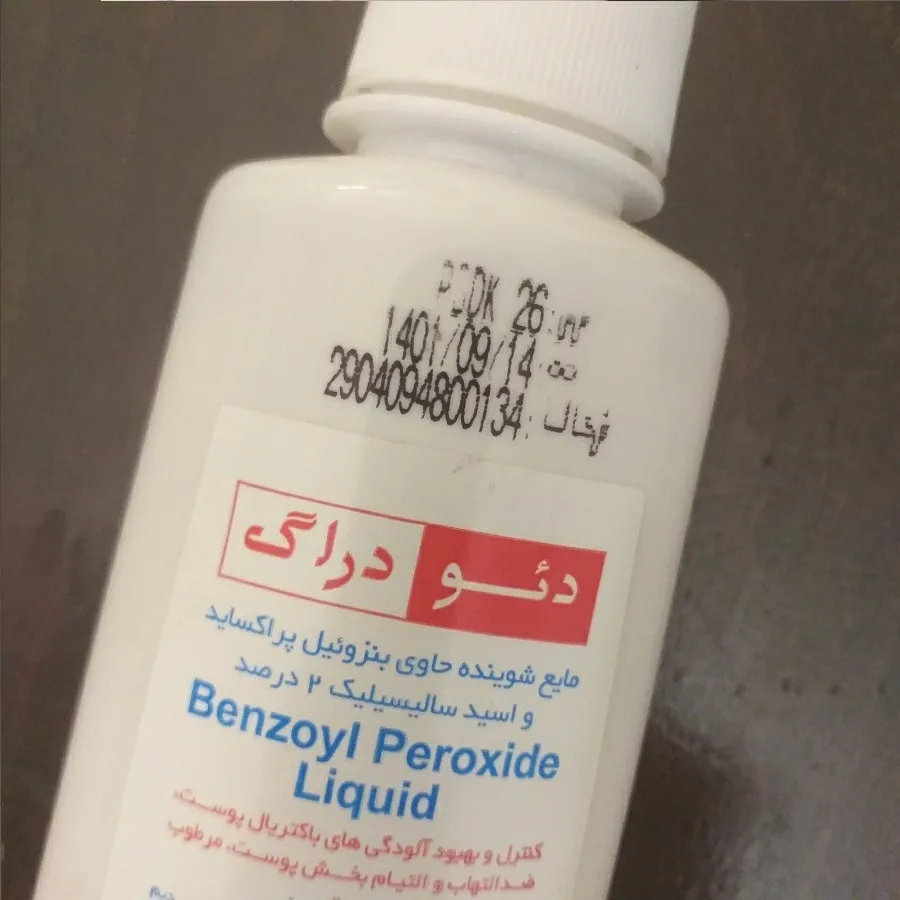 26
1401/09/14
2904094800134:
دئو دراگ
مایع شوینده حاوی بنزوئیل پراکساید
و اسید سالیسیلیک ۲ درصد
Benzoyl Peroxide
Liquid
کنترل و بهبود آلودگی های باکتریال پوست،
ضدالتهاب و التیام بخش پوست، مرطوب